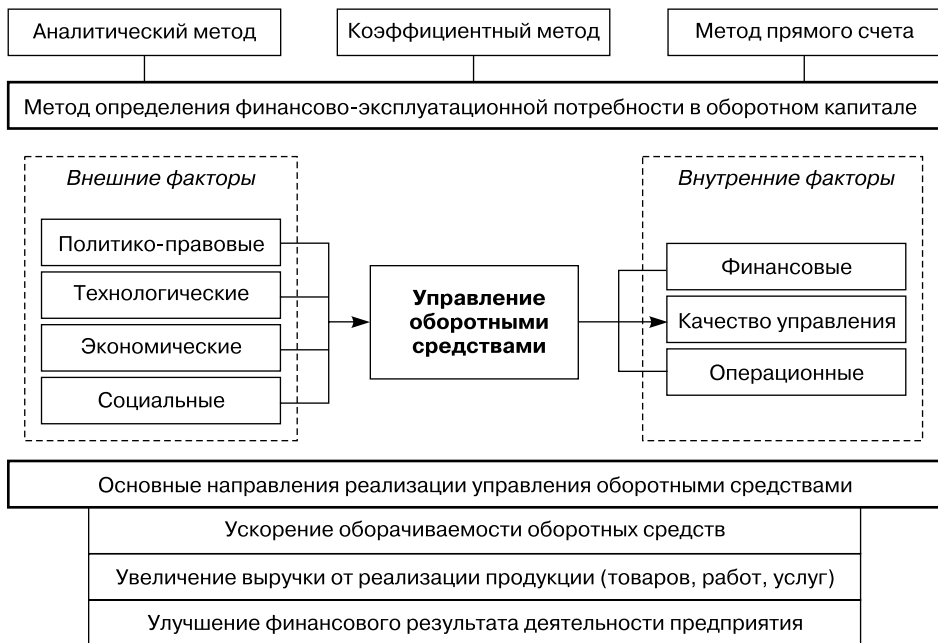 Аналитический метод
Коэффициентный метод
Метод прямого счета
Метод определения финансово-эксплуатационной потребности в оборотном капитале
Внешние факторы
Политико-правовые
Технологические
Экономические
Социальные
Управление
оборотными
средствами
Внутренние факторы
Финансовые
Качество управления
Операционные
Основные направления реализации управления оборотными средствами
Ускорение оборачиваемости оборотных средств
Увеличение выручки от реализации продукции (товаров, работ, услуг)
Улучшение финансового результата деятельности предприятия